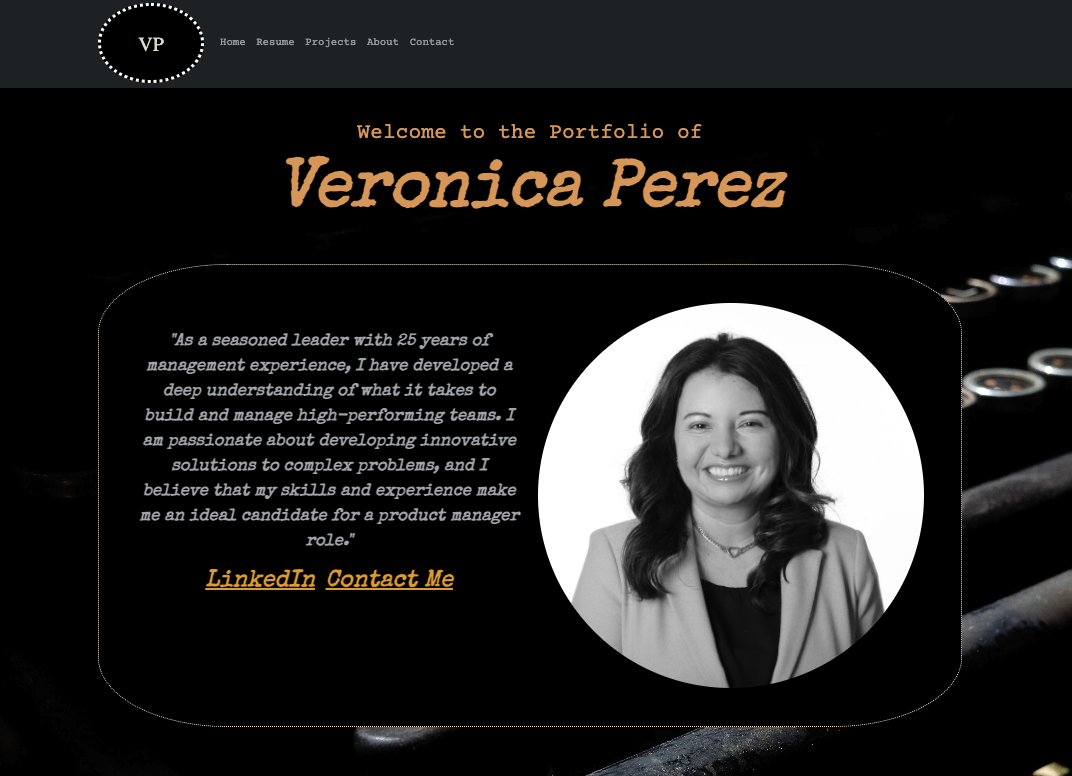 VP
Home Resume Projects About Contact
Welcome to the Portfolio of
Veronica Perez
"As a seasoned leader with 25 years of
management experience, I have developed a
deep understanding of what it takes to
build and manage high-performing teams. I
am passionate about developing innovative
solutions to complex problems, and I
believe that my skills and experience make
me an ideal candidate for a product manager
role."
LinkedIn Contact Me